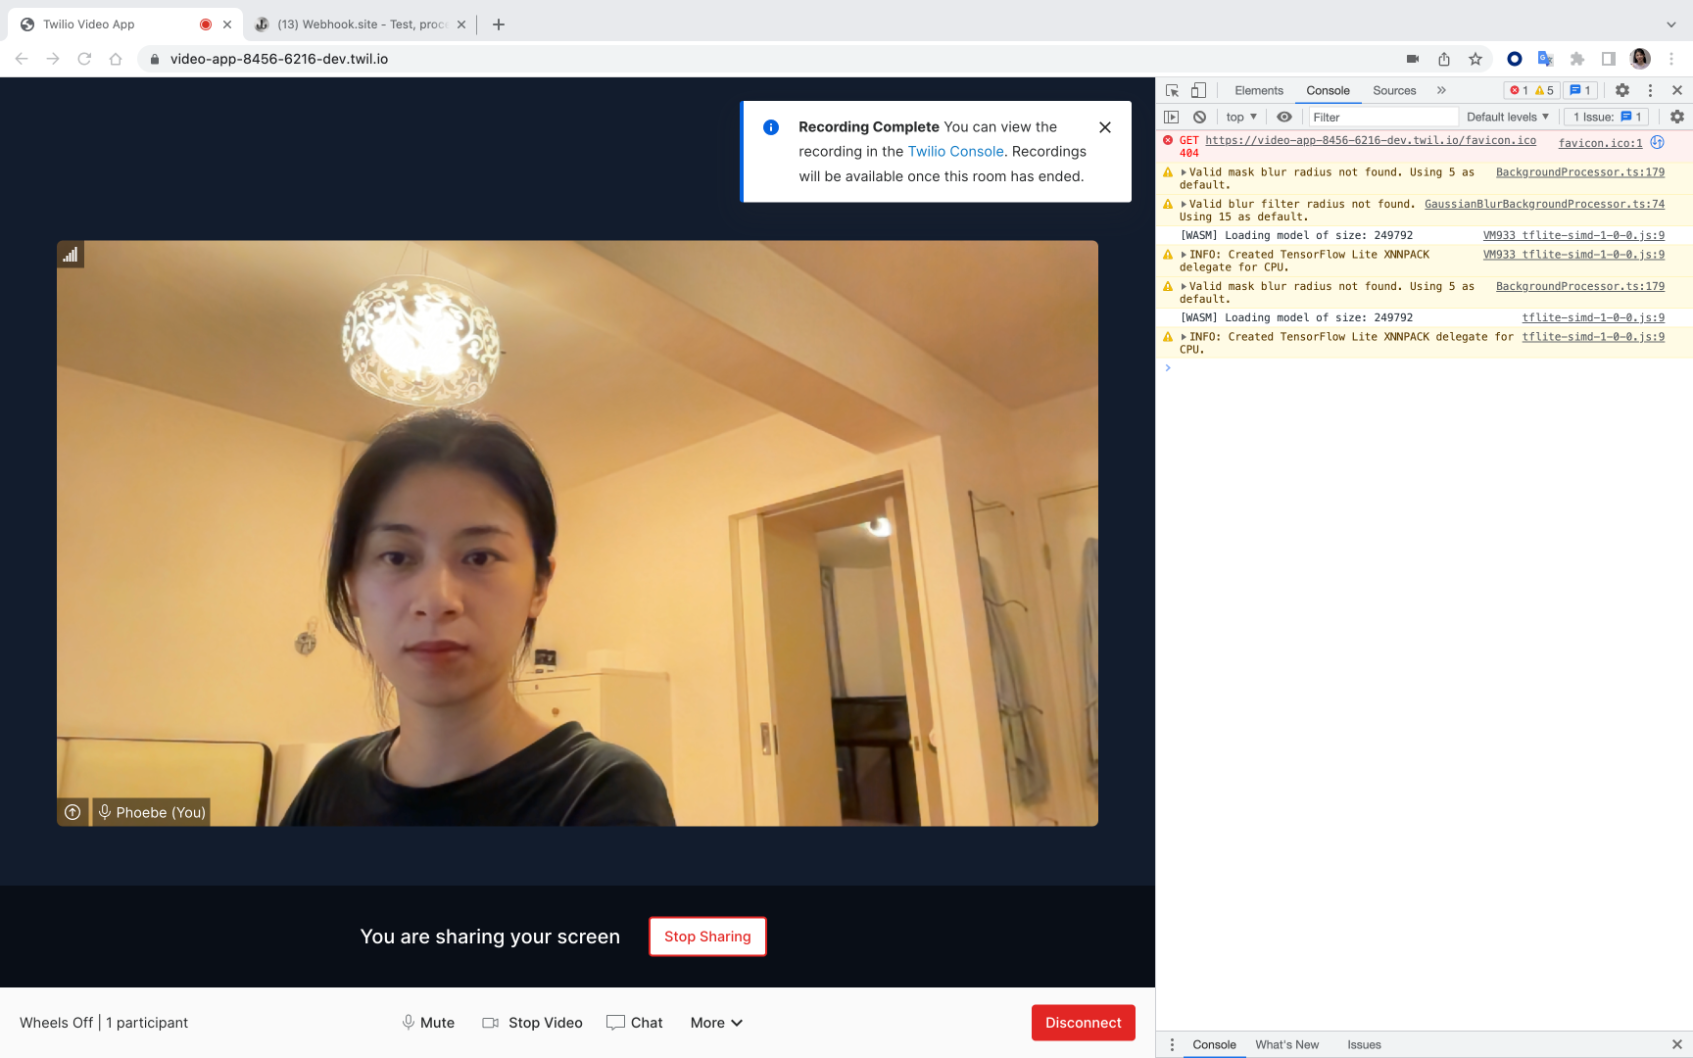 Twilio Video App
(13) Webhook.site - Test, proc
video-app-8456-6216-dev.twil.io
Recording Complete You can view the
recording in the Twilio Console. Recordings
will be available once this room has ended.
Phoebe (You)
You are sharing your screen
Stop Sharing
Wheels Off | 1 participant
Mute
Stop Video
Chat
More
Disconnect
Elements
Console
Sources
1
5
1
top
Filter
Default levels
1 Issue:
1
GET https://video-app-8456-6216-dev.twil.io/favicon.ico favicon.ico:1
404
Valid mask blur radius not found. Using 5 as BackgroundProcessor.ts:179
default.
Valid blur filter radius not found. GaussianBlurBackgroundProcessor.ts:74
Using 15 as default.
[WASM] Loading model of size: 249792 VM933 tflite-simd-1-0-0.js:9
INFO: Created TensorFlow Lite XNNPACK VM933 tflite-simd-1-0-0.js:9
delegate for CPU.
Valid mask blur radius not found. Using 5 as BackgroundProcessor.ts:179
default.
[WASM] Loading model of size: 249792 tflite-simd-1-0-0.js:9
INFO: Created TensorFlow Lite XNNPACK delegate for tflite-simd-1-0-0.js:9
CPU.
Console
What's New
Issues